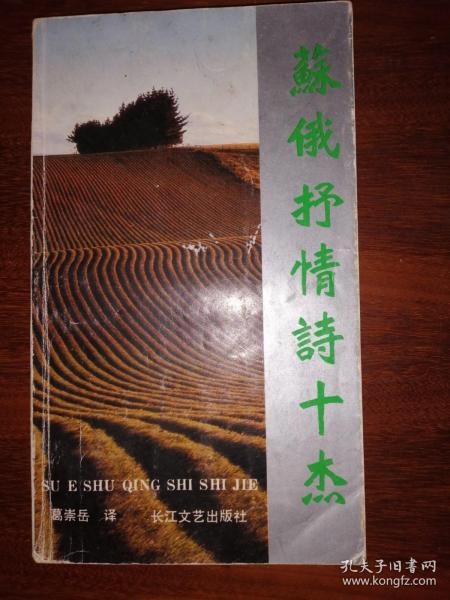 蘇俄抒情詩十杰
SU E SHU QING SHI SHI JIE
葛崇岳 译 长江文艺出版社
孔夫子旧书网
www.kongfz.com